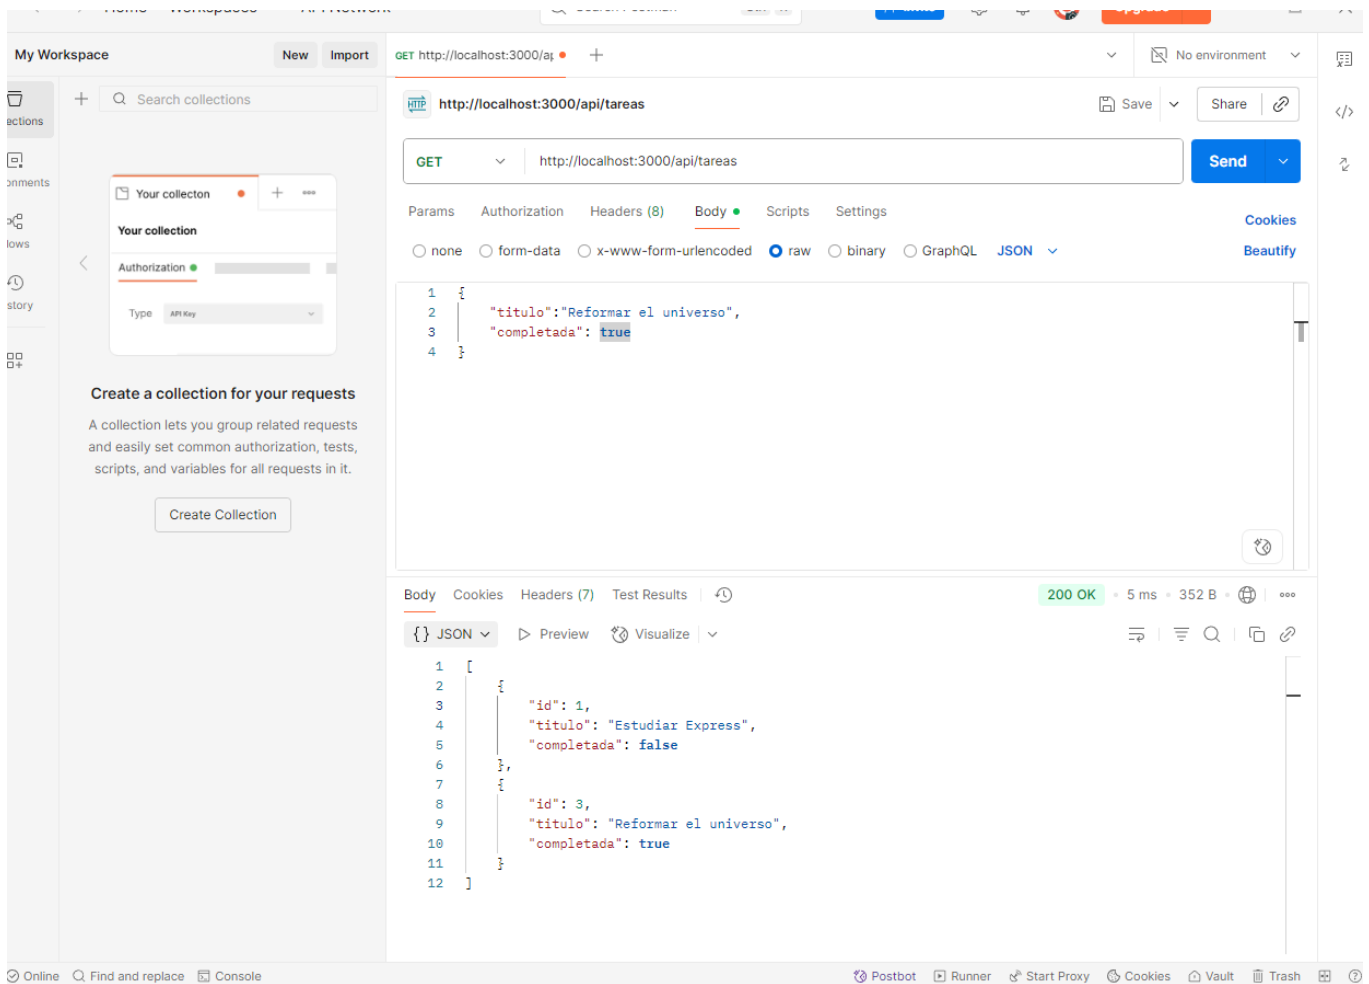 My Workspace New Import GET http://localhost:3000/ap No environment
Search collections
http://localhost:3000/api/tareas Save Share
GET http://localhost:3000/api/tareas Send
Params Authorization Headers (8) Body Scripts Settings Cookies
none form-data x-www-form-urlencoded raw binary GraphQL JSON Beautify
1 {
2 "titulo":"Reformar el universo",
3 "completada": true
4 }
Your collecton
Your collection
Authorization
Type API Key
Create a collection for your requests
A collection lets you group related requests
and easily set common authorization, tests,
scripts, and variables for all requests in it.
Create Collection
Body Cookies Headers (7) Test Results 200 OK 5 ms 352 B
{} JSON Preview Visualize
1 [
2 {
3 "id": 1,
4 "titulo": "Estudiar Express",
5 "completada": false
6 },
7 {
8 "id": 3,
9 "titulo": "Reformar el universo",
10 "completada": true
11 }
12 ]
Online Find and replace Console Postbot Runner Start Proxy Cookies Vault Trash